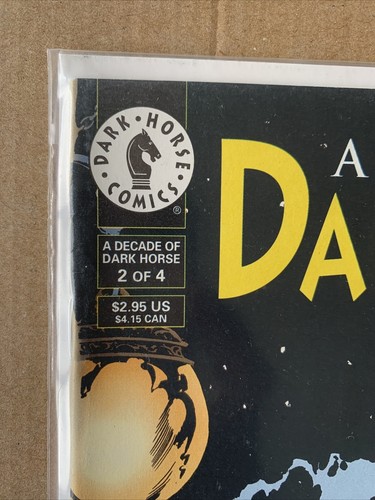 DARK • HORSE
COMICS •
®
A
DA
A DECADE OF
DARK HORSE
2 OF 4
$2.95 US
$4.15 CAN